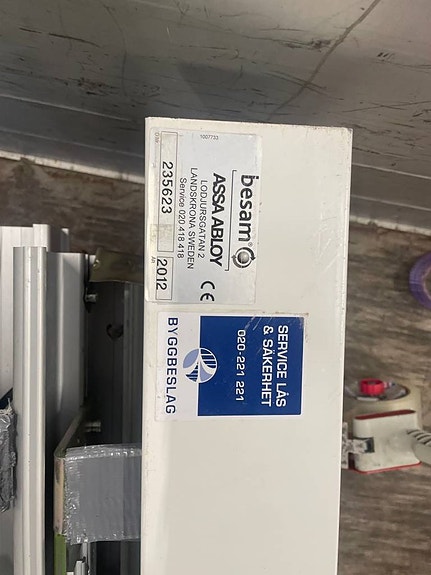 1007733
besam®
ASSA ABLOY
LODJURSGATAN 2
LANDSKRONA SWEDEN
Service 020 418 418
235623
2012
CE
SERVICE LÅS
& SÄKERHET
020-221 221
BYGGBESLAG